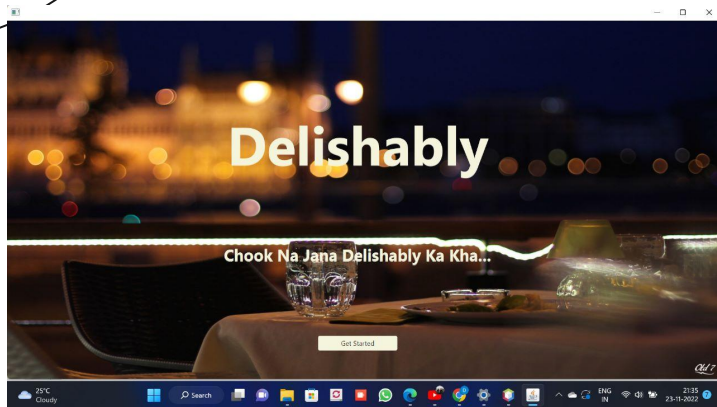 Delishably
Chook Na Jana Delishably Ka Kha...
Get Started
25°C
Cloudy
Search
ENG
IN
21:35
23-11-2022